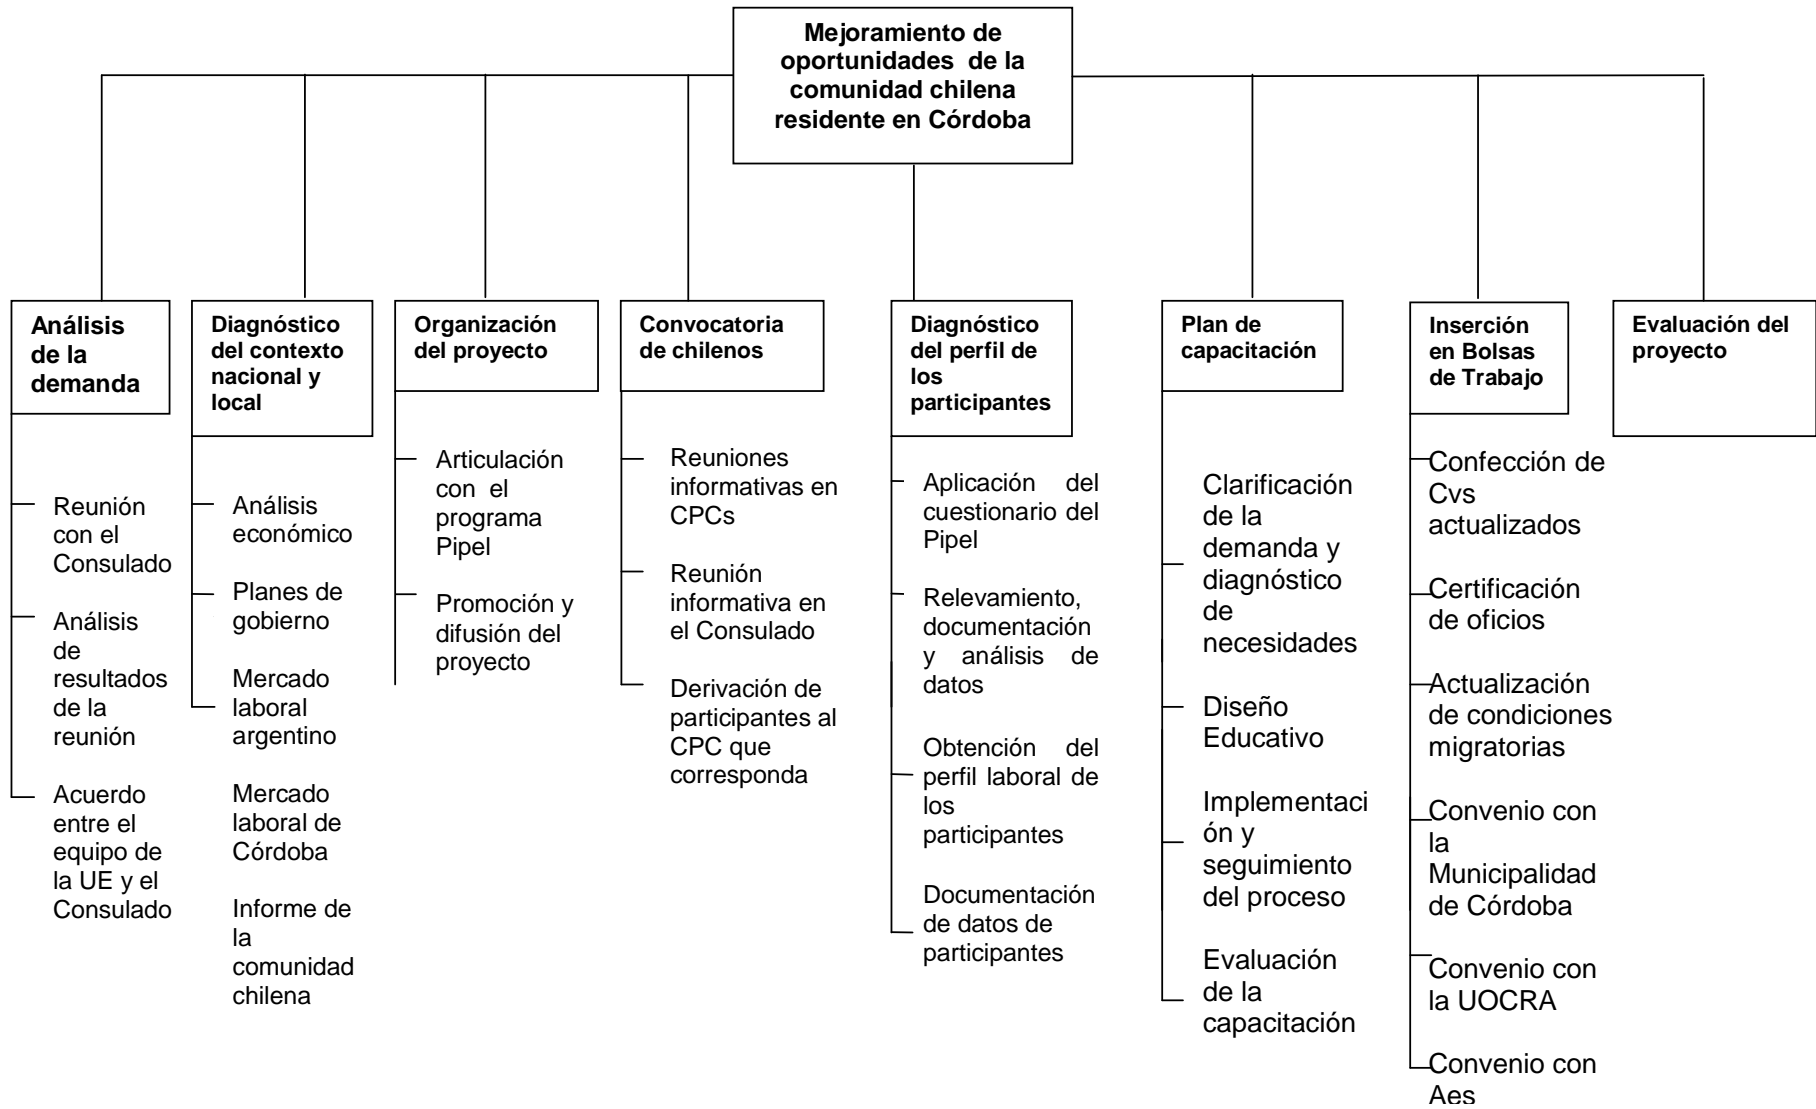 Mejoramiento de
oportunidades de la
comunidad chilena
residente en Córdoba
Análisis
de la
demanda
Reunión
con el
Consulado
Análisis
de
resultados
de la
reunión
Acuerdo
entre el
equipo de
la UE y el
Consulado
Diagnóstico
del contexto
nacional y
local
Análisis
económico
Planes de
gobierno
Mercado
laboral
argentino
Mercado
laboral de
Córdoba
Informe de
la
comunidad
chilena
Organización
del proyecto
Articulación
con el
programa
Pipel
Promoción y
difusión del
proyecto
Convocatoria
de chilenos
Reuniones
informativas en
CPCs
Reunión
informativa en
el Consulado
Derivación de
participantes al
CPC que
corresponda
Diagnóstico
del perfil de
los
participantes
Aplicación del
cuestionario del
Pipel
Relevamiento,
documentación
y análisis de
datos
Obtención del
perfil laboral de
los
participantes
Documentación
de datos de
participantes
Plan de
capacitación
Clarificación
de la
demanda y
diagnóstico
de
necesidades
Diseño
Educativo
Implementaci
ón y
seguimiento
del proceso
Evaluación
de la
capacitación
Inserción
en Bolsas
de Trabajo
Confección de
Cvs
actualizados
Certificación
de oficios
Actualización
de condiciones
migratorias
Convenio con
la
Municipalidad
de Córdoba
Convenio con
la UOCRA
Convenio con
Aes
Evaluación del
proyecto